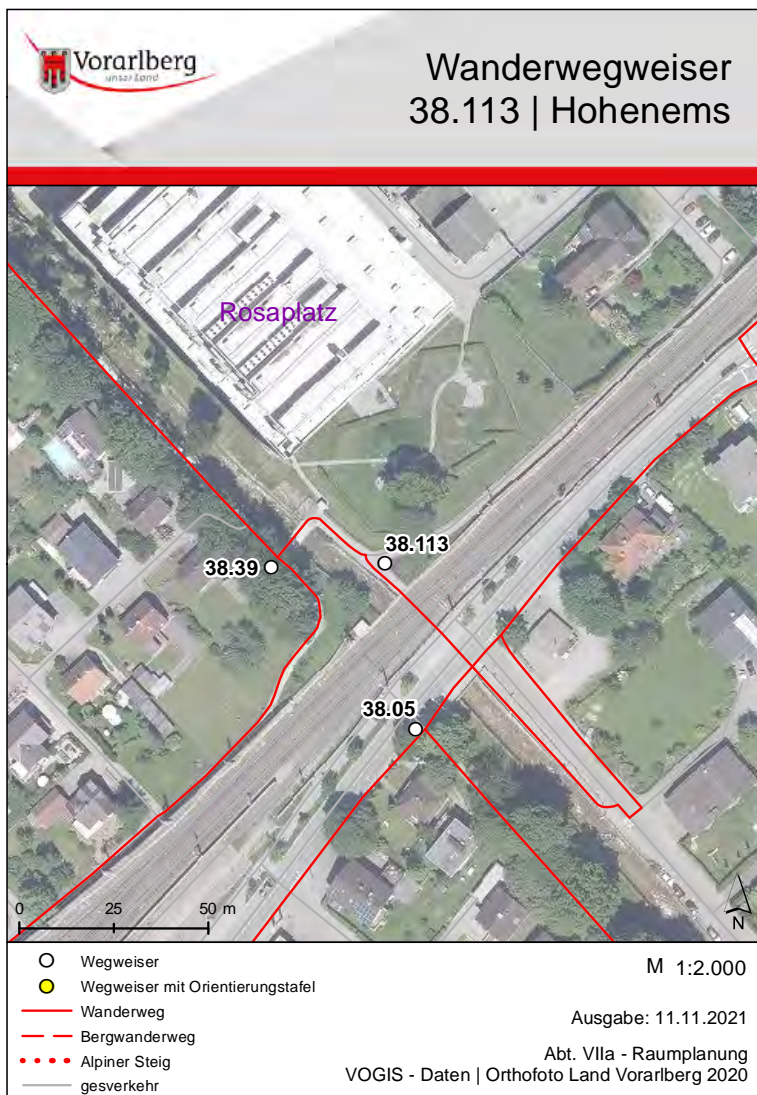 Vorarlberg
unser Land
Wanderwegweiser
38.113 | Hohenems
Rosaplatz
38.113
38.39
38.05
0 25 50 m
N
Wegweiser
Wegweiser mit Orientierungstafel
Wanderweg
Bergwanderweg
Alpiner Steig
gesverkehr
M 1:2.000
Ausgabe: 11.11.2021
Abt. VIIa - Raumplanung
VOGIS - Daten | Orthofoto Land Vorarlberg 2020